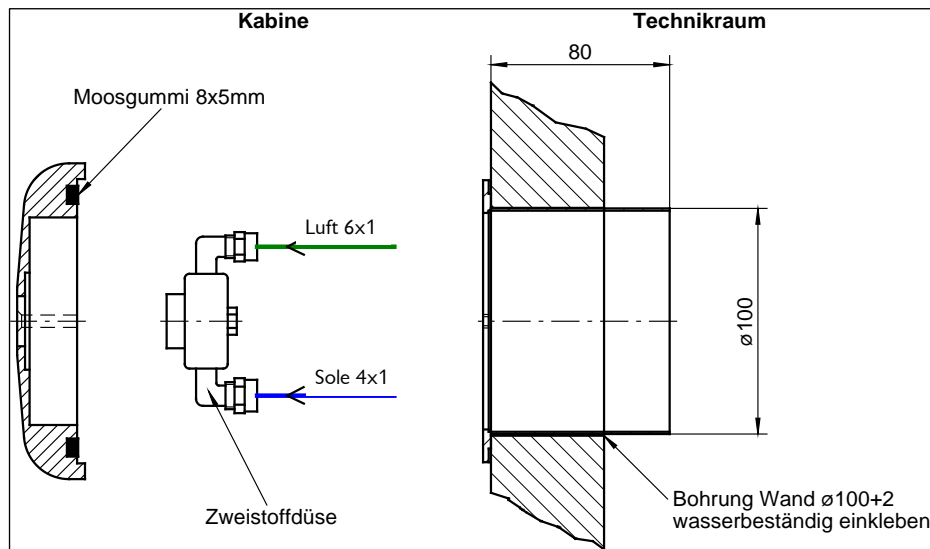 Kabine
Technikraum
80
Moosgummi 8x5mm
Luft 6x1
ø100
Sole 4x1
Zweistoffdüse
Bohrung Wand ø100+2
wasserbeständig einkleben